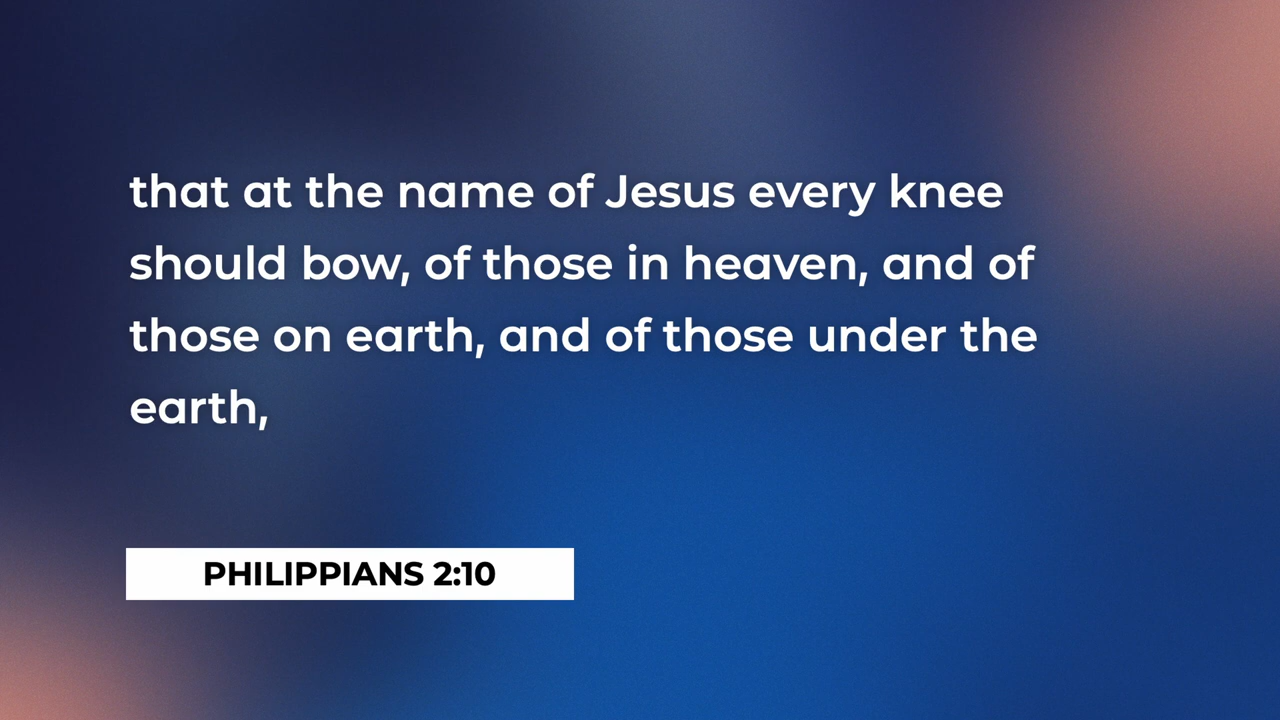 that at the name of Jesus every knee
should bow, of those in heaven, and of
those on earth, and of those under the
earth,
PHILIPPIANS 2:10